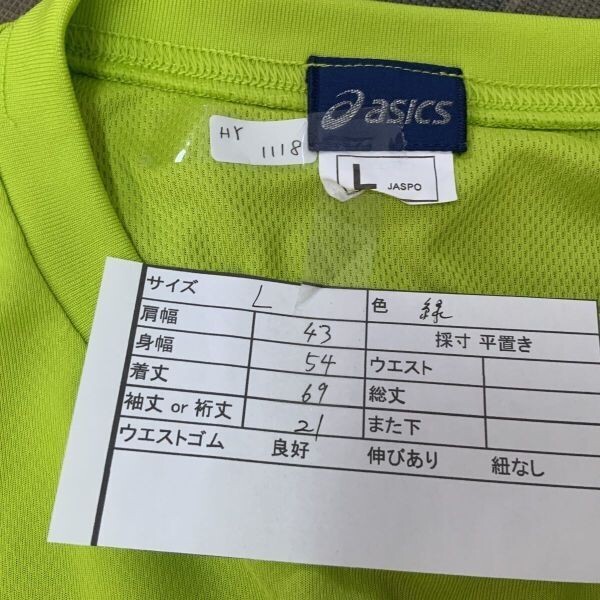 asics
HY
1118
L JASPO
サイズ L 色 緑
肩幅 43 採寸 平置き
身幅 54 ウエスト
着丈 69 総丈
袖丈 or 裄丈 21 また下
ウエストゴム 良好 伸びあり 紐なし